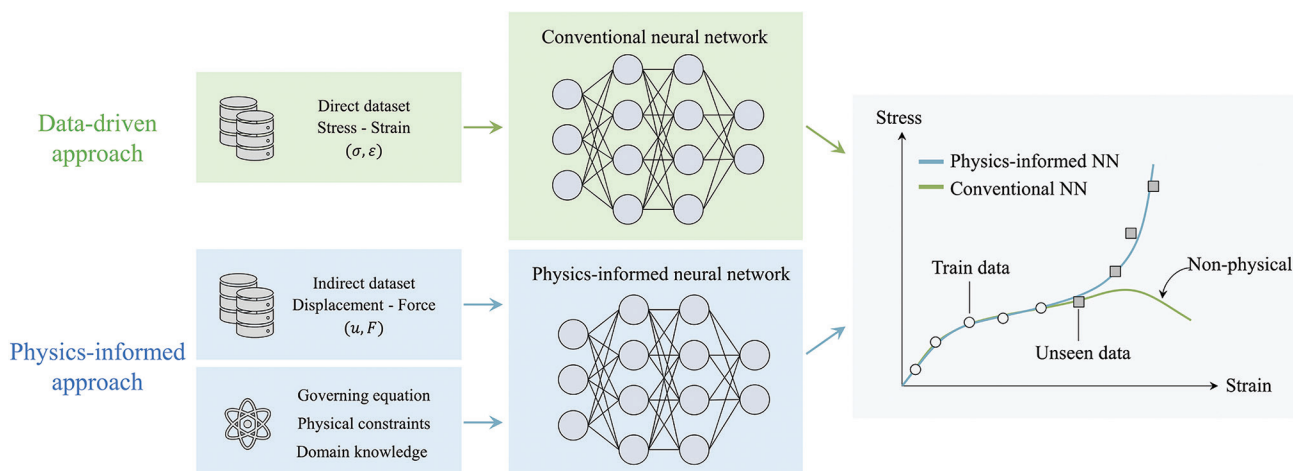 Data-driven
approach
Direct dataset
Stress - Strain
(σ, ε)
Conventional neural network
Physics-informed
approach
Indirect dataset
Displacement - Force
(u, F)
Governing equation
Physical constraints
Domain knowledge
Physics-informed neural network
Stress
Physics-informed NN
Conventional NN
Train data
Non-physical
Unseen data
Strain